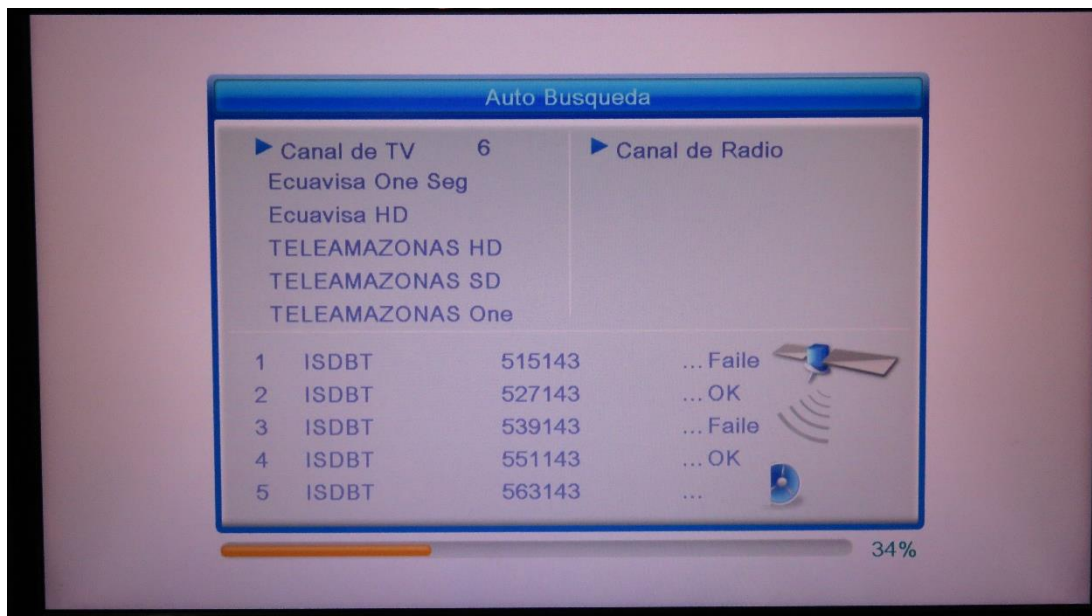 Auto Busqueda
Canal de TV 6
Ecuavisa One Seg
Ecuavisa HD
TELEAMAZONAS HD
TELEAMAZONAS SD
TELEAMAZONAS One
Canal de Radio
1 ISDBT 515143 ... Faile
2 ISDBT 527143 ... OK
3 ISDBT 539143 ... Faile
4 ISDBT 551143 ... OK
5 ISDBT 563143 ...
34%